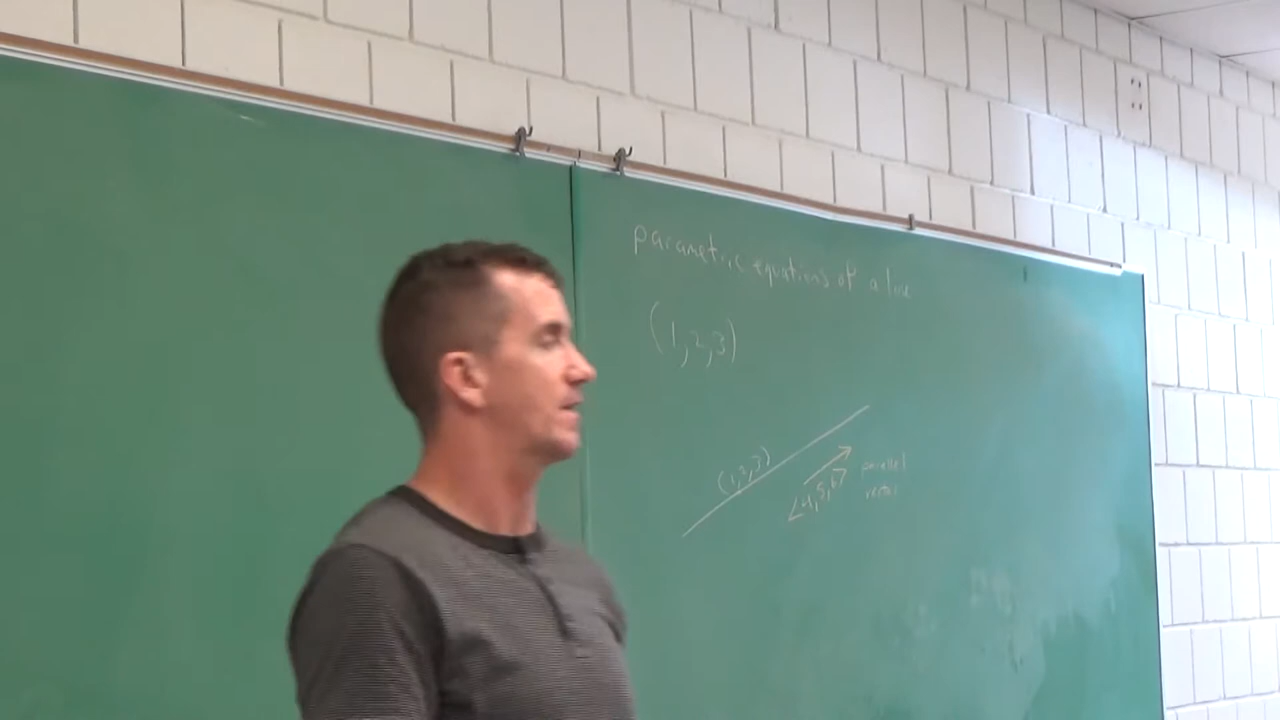 parametric equations of a line
(1,2,3)
(1,2,3)
<4,5,6>
parallel
vector